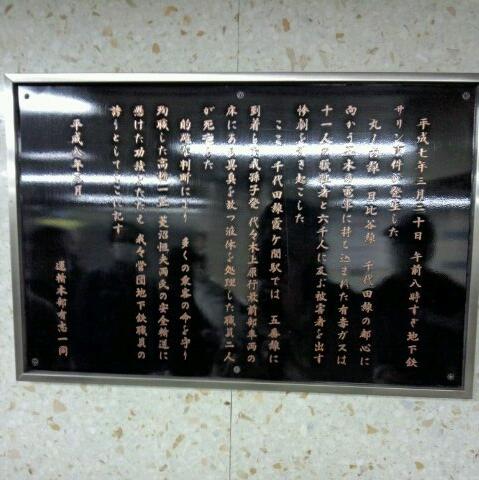 平成七年三月二十日 午前八時すぎ 地下鉄
サリン事件が発生した
丸ノ内線 日比谷線 千代田線の都心に
向かう五本の電車に持ち込まれた有毒ガスは
十一人の犠牲者と六千人に及ぶ被害者を出す
惨劇をひき起こした
ここ 千代田線霞ケ関駅では 五番線に
到着した我孫子発 代々木上原行最前部車両の
床にある異臭を放つ液体を処理した職員二人
が死亡した
的確な判断により 多くの乗客の命を守り
殉職した高橋一正 菱沼恒夫両氏の安全輸送に
懸けた功績をたたえ 我々営団地下鉄職員の
誇りとしてここに記す
平成八年三月
運輸本部有志一同